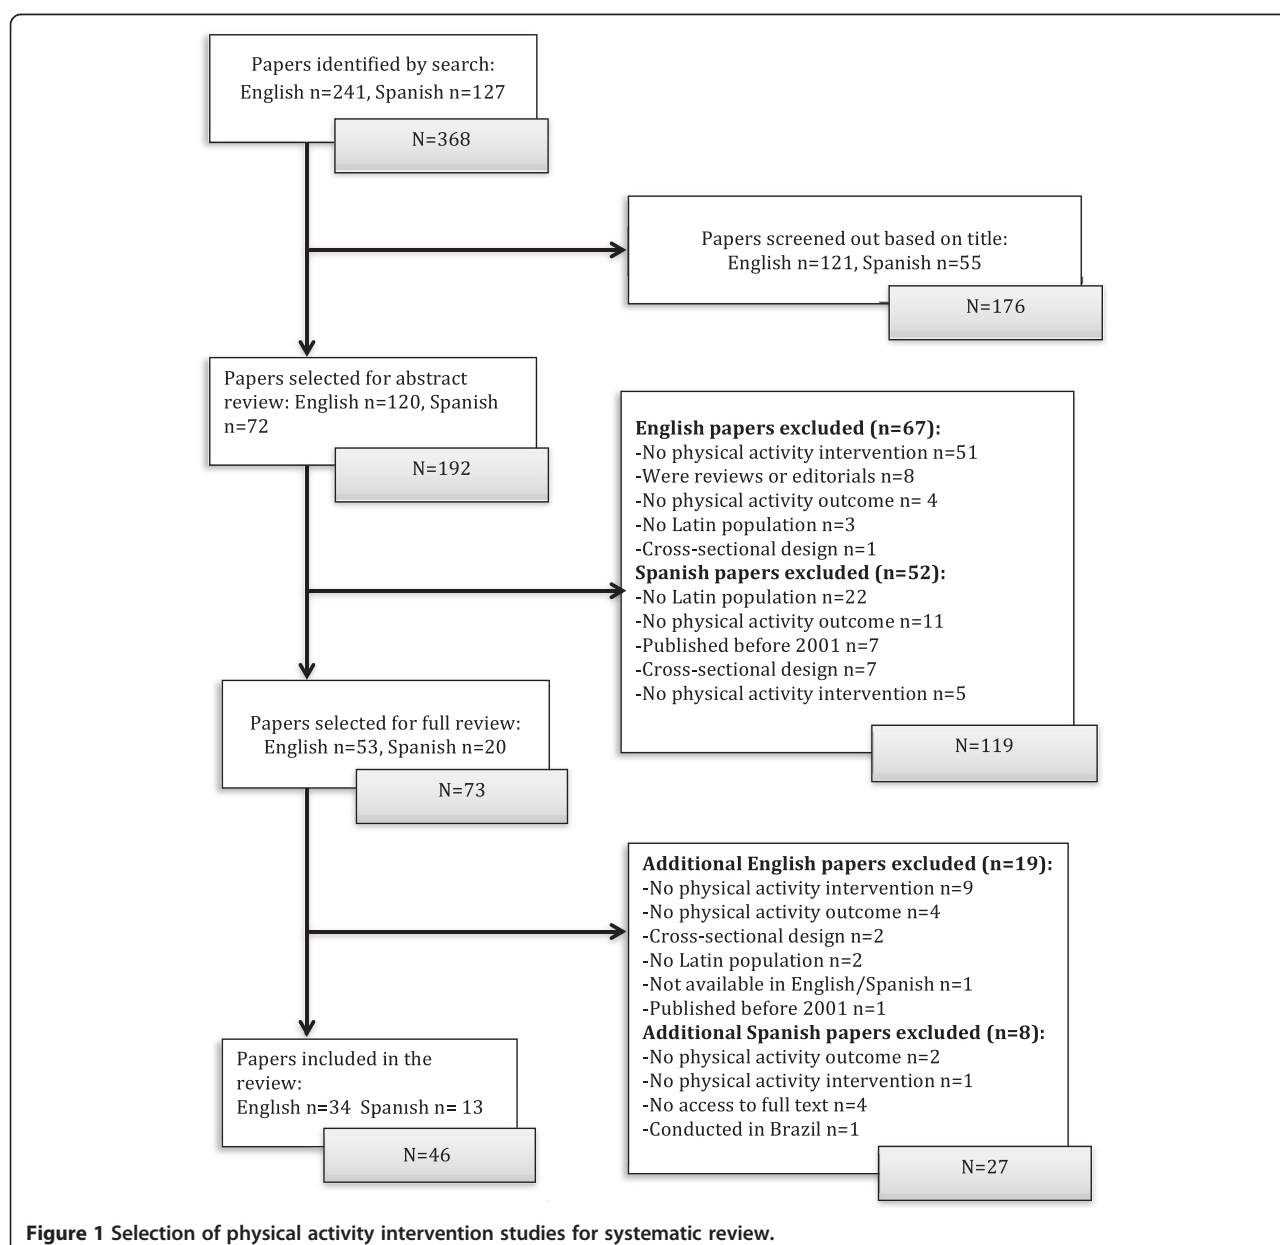 Papers identified by search:
English n=241, Spanish n=127
N=368
Papers screened out based on title:
English n=121, Spanish n=55
N=176
Papers selected for abstract
review: English n=120, Spanish
n=72
N=192
English papers excluded (n=67):
-No physical activity intervention n=51
-Were reviews or editorials n=8
-No physical activity outcome n= 4
-No Latin population n=3
-Cross-sectional design n=1
Spanish papers excluded (n=52):
-No Latin population n=22
-No physical activity outcome n=11
-Published before 2001 n=7
-Cross-sectional design n=7
-No physical activity intervention n=5
N=119
Papers selected for full review:
English n=53, Spanish n=20
N=73
Additional English papers excluded (n=19):
-No physical activity intervention n=9
-No physical activity outcome n=4
-Cross-sectional design n=2
-No Latin population n=2
-Not available in English/Spanish n=1
-Published before 2001 n=1
Additional Spanish papers excluded (n=8):
-No physical activity outcome n=2
-No physical activity intervention n=1
-No access to full text n=4
-Conducted in Brazil n=1
N=27
Papers included in the
review:
English n=34 Spanish n= 13
N=46
Figure 1 Selection of physical activity intervention studies for systematic review.